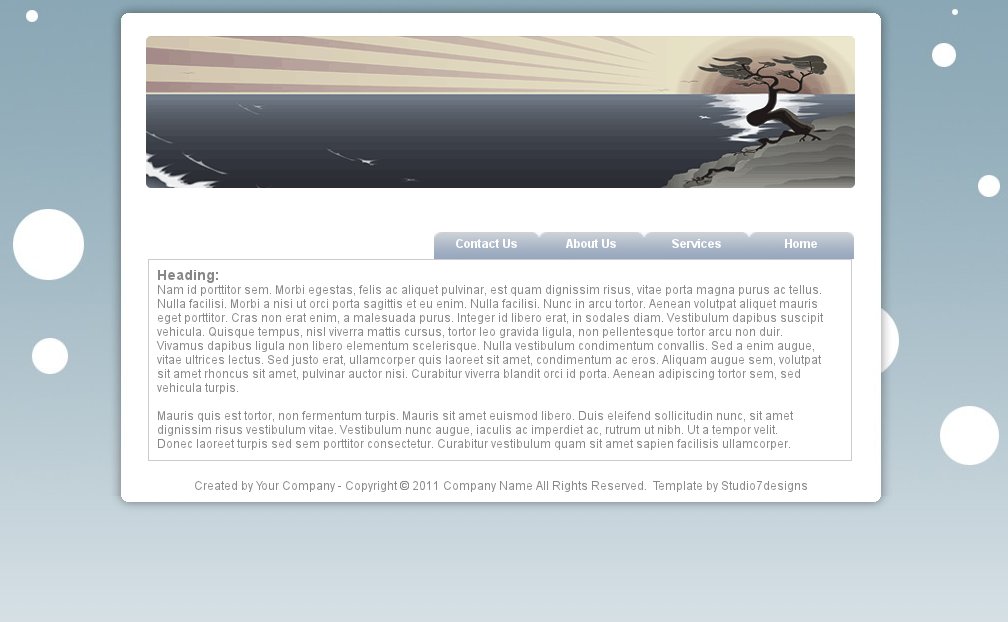 Contact Us About Us Services Home
Heading:
Nam id porttitor sem. Morbi egestas, felis ac aliquet pulvinar, est quam dignissim risus, vitae porta magna purus ac tellus.
Nulla facilisi. Morbi a nisi ut orci porta sagittis et eu enim. Nulla facilisi. Nunc in arcu tortor. Aenean volutpat aliquet mauris
eget porttitor. Cras non erat enim, a malesuada purus. Integer id libero erat, in sodales diam. Vestibulum dapibus suscipit
vehicula. Quisque tempus, nisl viverra mattis cursus, tortor leo gravida ligula, non pellentesque tortor arcu non duir.
Vivamus dapibus ligula non libero elementum scelerisque. Nulla vestibulum condimentum convallis. Sed a enim augue,
vitae ultrices lectus. Sed justo erat, ullamcorper quis laoreet sit amet, condimentum ac eros. Aliquam augue sem, volutpat
sit amet rhoncus sit amet, pulvinar auctor nisi. Curabitur viverra blandit orci id porta. Aenean adipiscing tortor sem, sed
vehicula turpis.
Mauris quis est tortor, non fermentum turpis. Mauris sit amet euismod libero. Duis eleifend sollicitudin nunc, sit amet
dignissim risus vestibulum vitae. Vestibulum nunc augue, iaculis ac imperdiet ac, rutrum ut nibh. Ut a tempor velit.
Donec laoreet turpis sed sem porttitor consectetur. Curabitur vestibulum quam sit amet sapien facilisis ullamcorper.
Created by Your Company - Copyright © 2011 Company Name All Rights Reserved. Template by Studio7designs